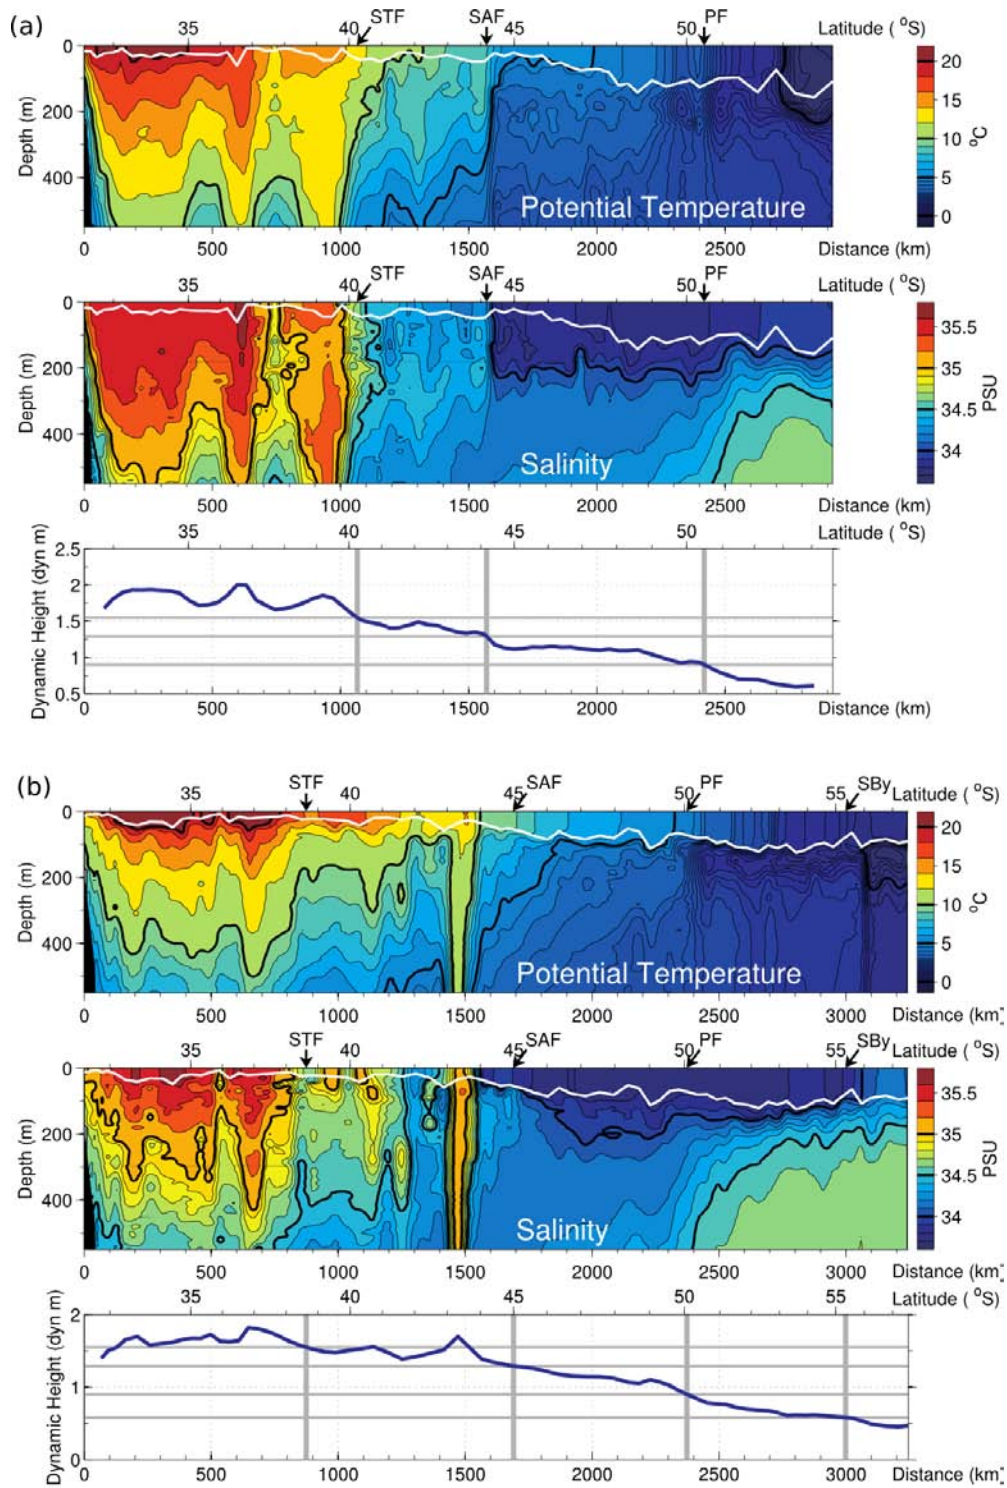 (a)
STF SAF PF
35 40 45 50 Latitude ( °S)
0
200
400
Depth (m)
Potential Temperature
20
15
10
5
0
°C
0 500 1000 1500 2000 2500 Distance (km)
STF SAF PF
35 40 45 50 Latitude ( °S)
0
200
400
Depth (m)
Salinity
35.5
35
34.5
34
PSU
0 500 1000 1500 2000 2500 Distance (km)
35 40 45 50 Latitude ( °S)
2.5
2
1.5
1
0.5
Dynamic Height (dyn m)
0 500 1000 1500 2000 2500 Distance (km)
(b)
STF SAF PF SBy
35 40 45 50 55 Latitude ( °S)
0
200
400
Depth (m)
Potential Temperature
20
15
10
5
0
°C
0 500 1000 1500 2000 2500 3000 Distance (km]
STF SAF PF SBy
35 40 45 50 55 Latitude ( °S)
0
200
400
Depth (m)
Salinity
35.5
35
34.5
34
PSU
0 500 1000 1500 2000 2500 3000 Distance (km]
35 40 45 50 55 Latitude ( °S)
2
1
0
Dynamic Height (dyn m)
0 500 1000 1500 2000 2500 3000 Distance (km)